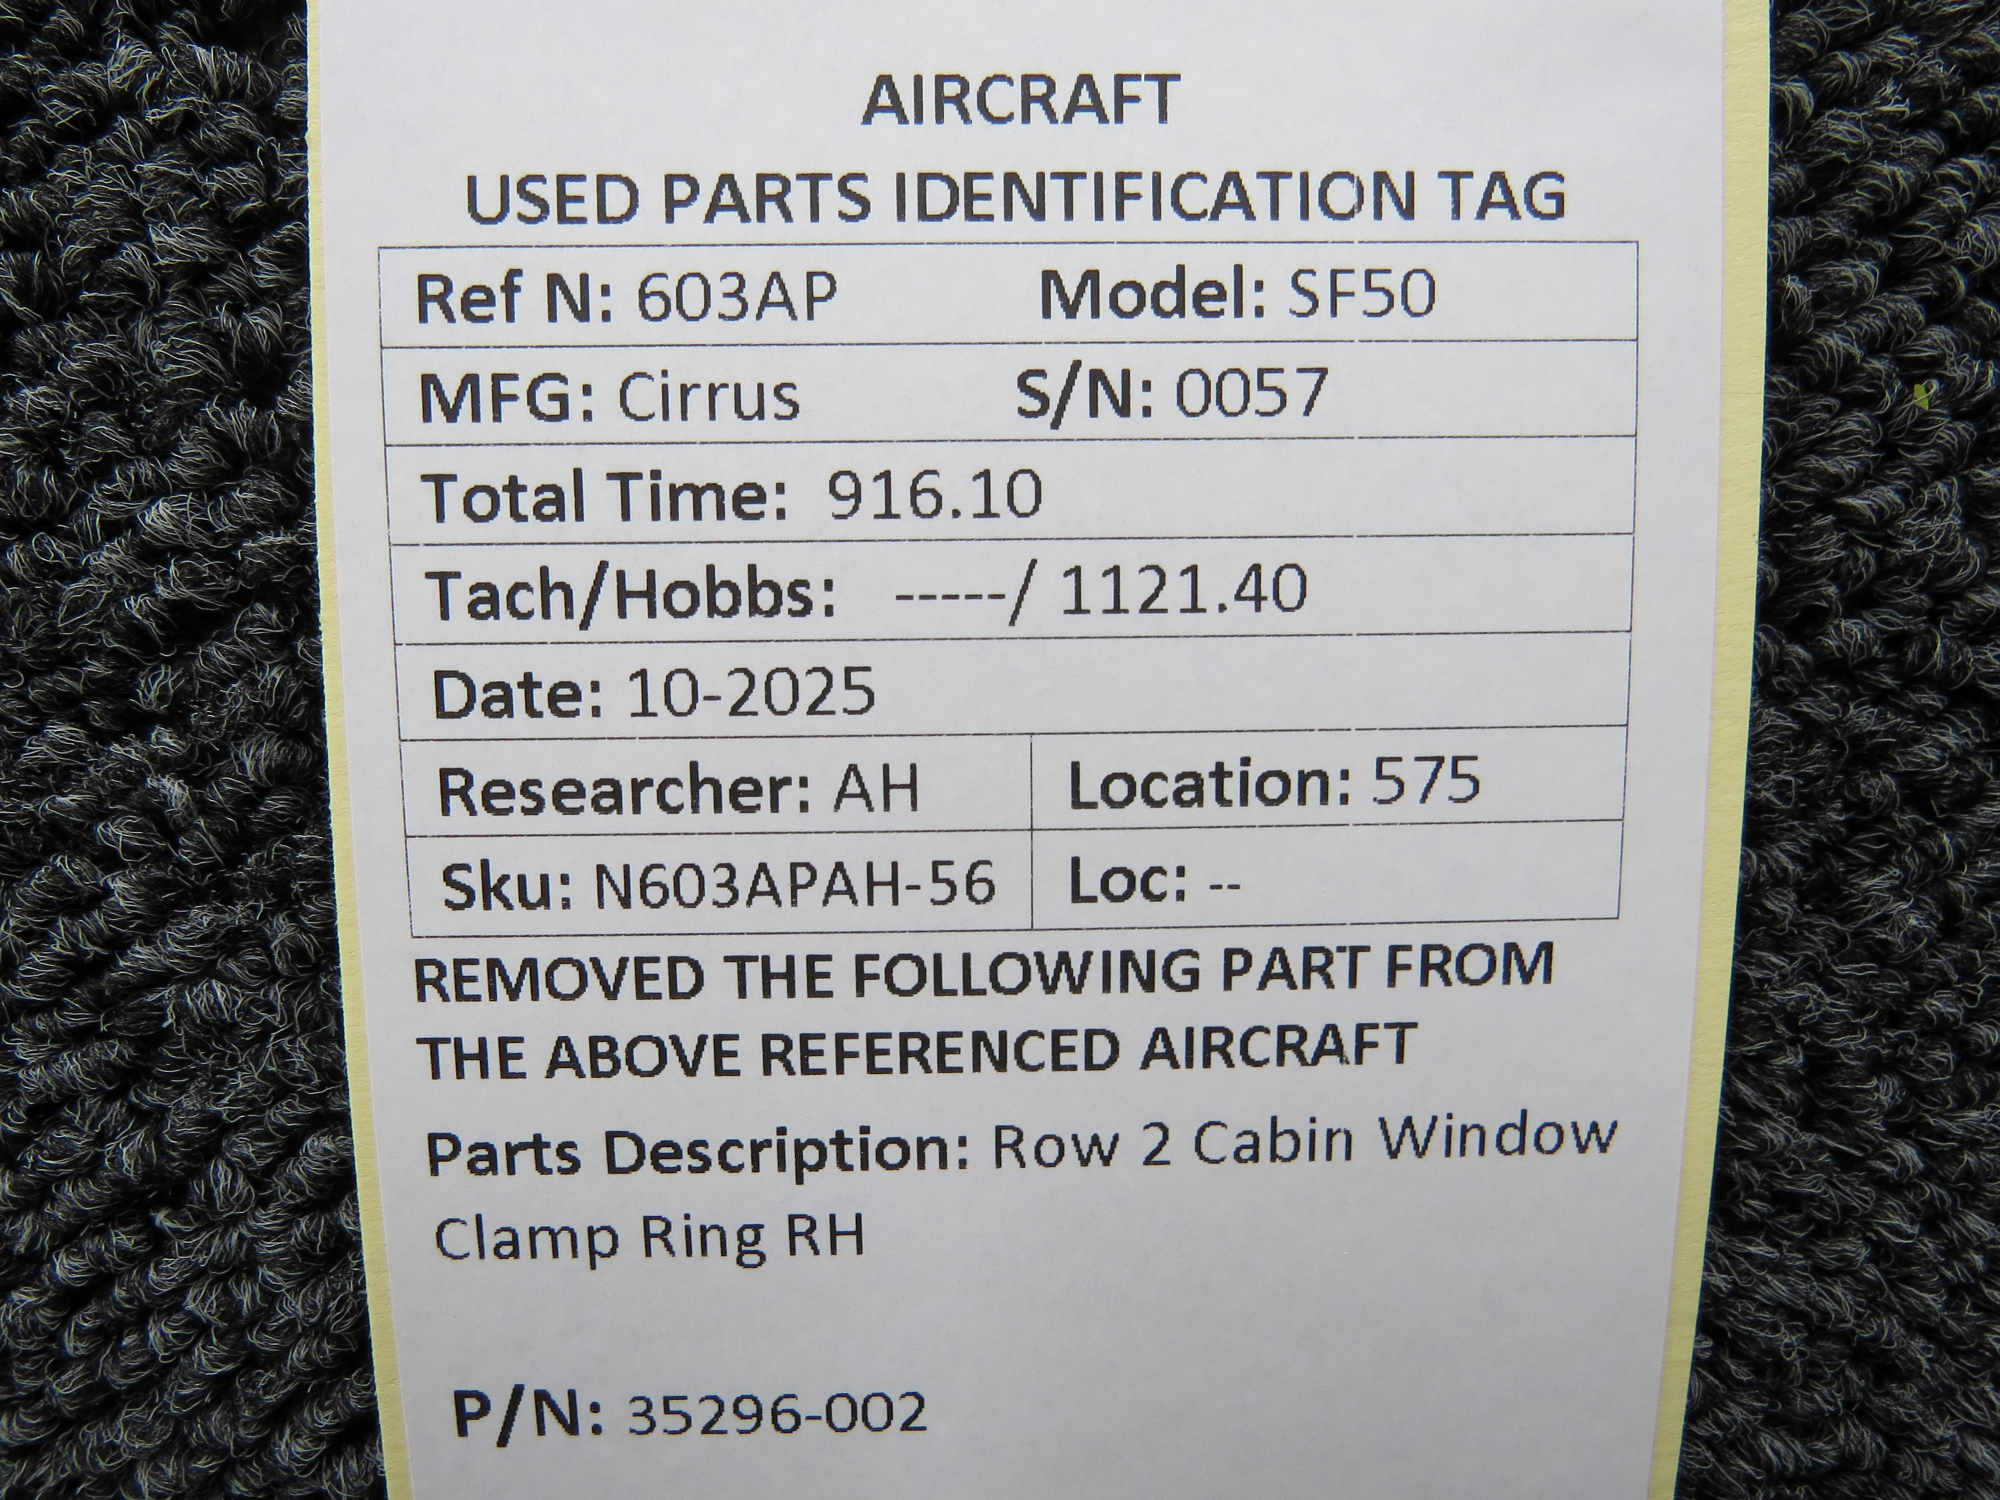 AIRCRAFT
USED PARTS IDENTIFICATION TAG
Ref N: 603AP Model: SF50
MFG: Cirrus S/N: 0057
Total Time: 916.10
Tach/Hobbs: -----/ 1121.40
Date: 10-2025
Researcher: AH Location: 575
Sku: N603APAH-56 Loc: --
REMOVED THE FOLLOWING PART FROM
THE ABOVE REFERENCED AIRCRAFT
Parts Description: Row 2 Cabin Window
Clamp Ring RH
P/N: 35296-002